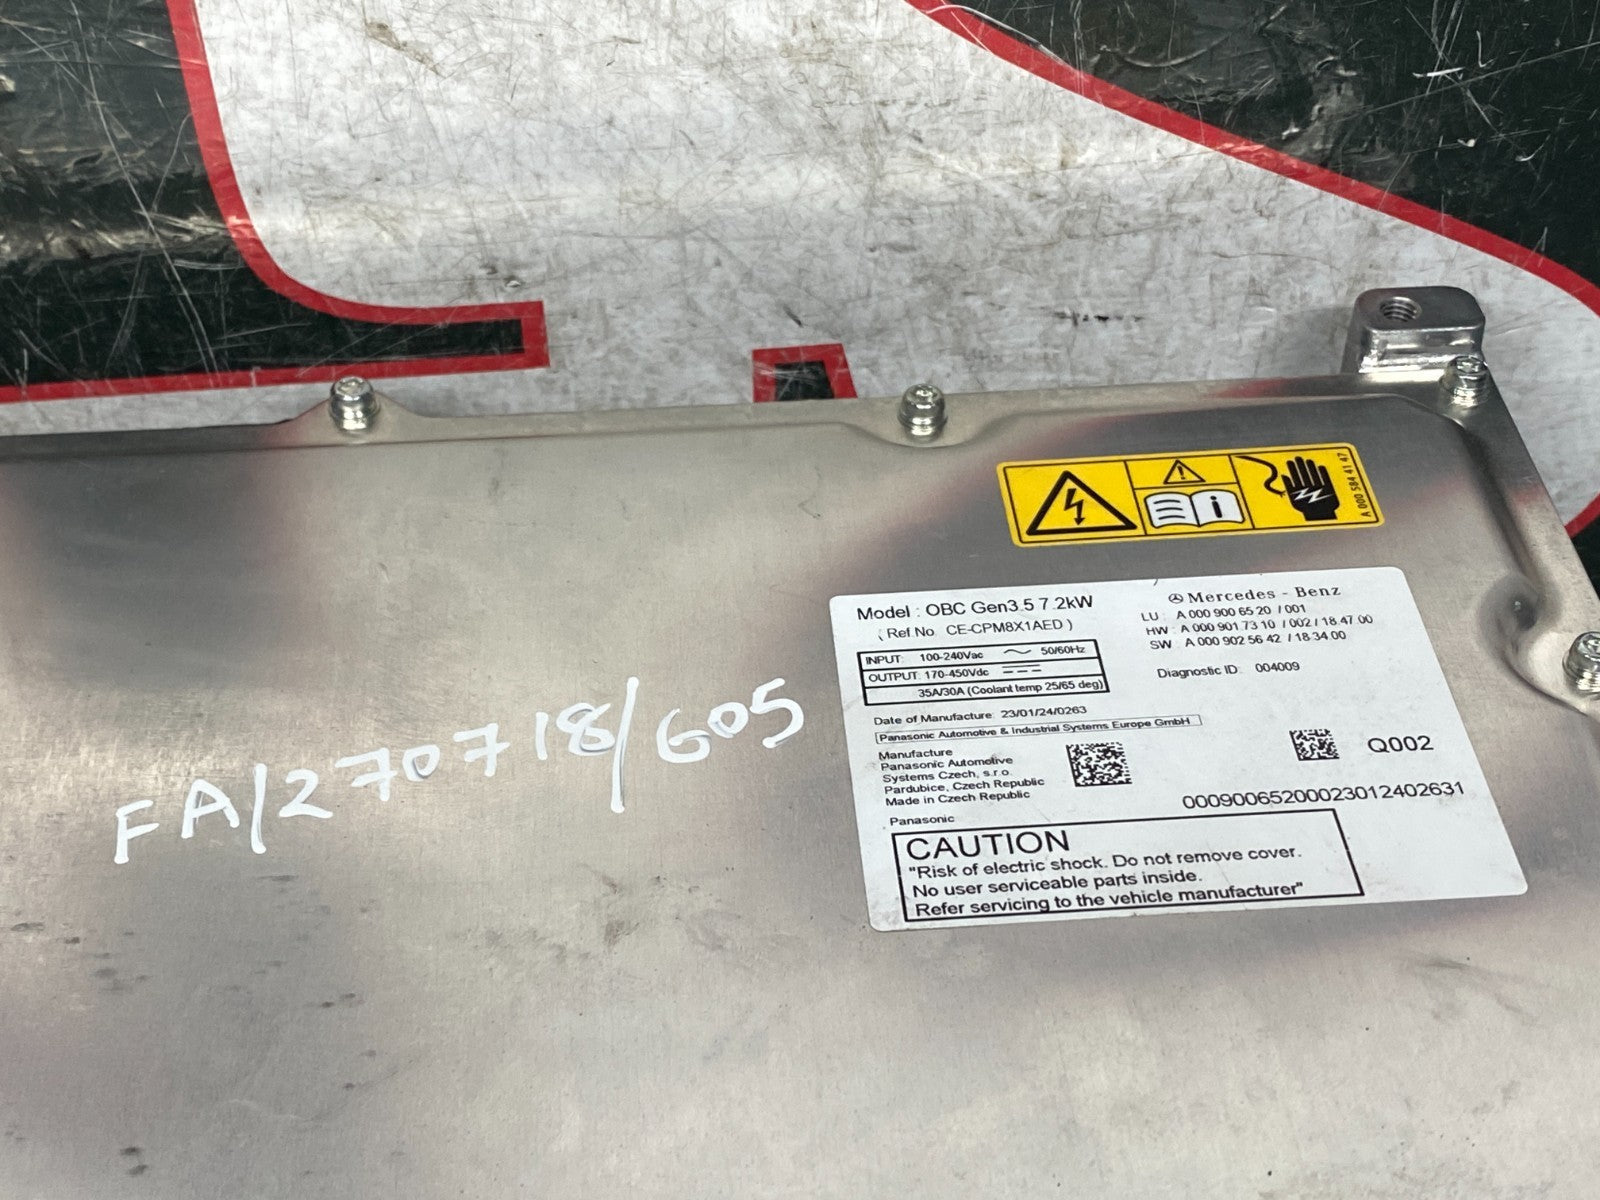 A 000 584 41 47
Model : OBC Gen3.5 7.2kW
( Ref.No. CE-CPM8X1AED )
INPUT: 100-240Vac 50/60Hz
OUTPUT: 170-450Vdc
35A/30A (Coolant temp 25/65 deg)
Mercedes - Benz
LU : A 000 900 65 20 / 001
HW : A 000 901 73 10 / 002 / 18.47.00
SW : A 000 902 56 42 / 18.34.00
Diagnostic ID: 004009
Date of Manufacture: 23/01/24/0263
Panasonic Automotive & Industrial Systems Europe GmbH
Manufacture
Panasonic Automotive
Systems Czech, s.r.o.
Pardubice, Czech Republic
Made in Czech Republic
Q002
00090065200023012402631
Panasonic
CAUTION
"Risk of electric shock. Do not remove cover.
No user serviceable parts inside.
Refer servicing to the vehicle manufacturer"
FA/270718/605